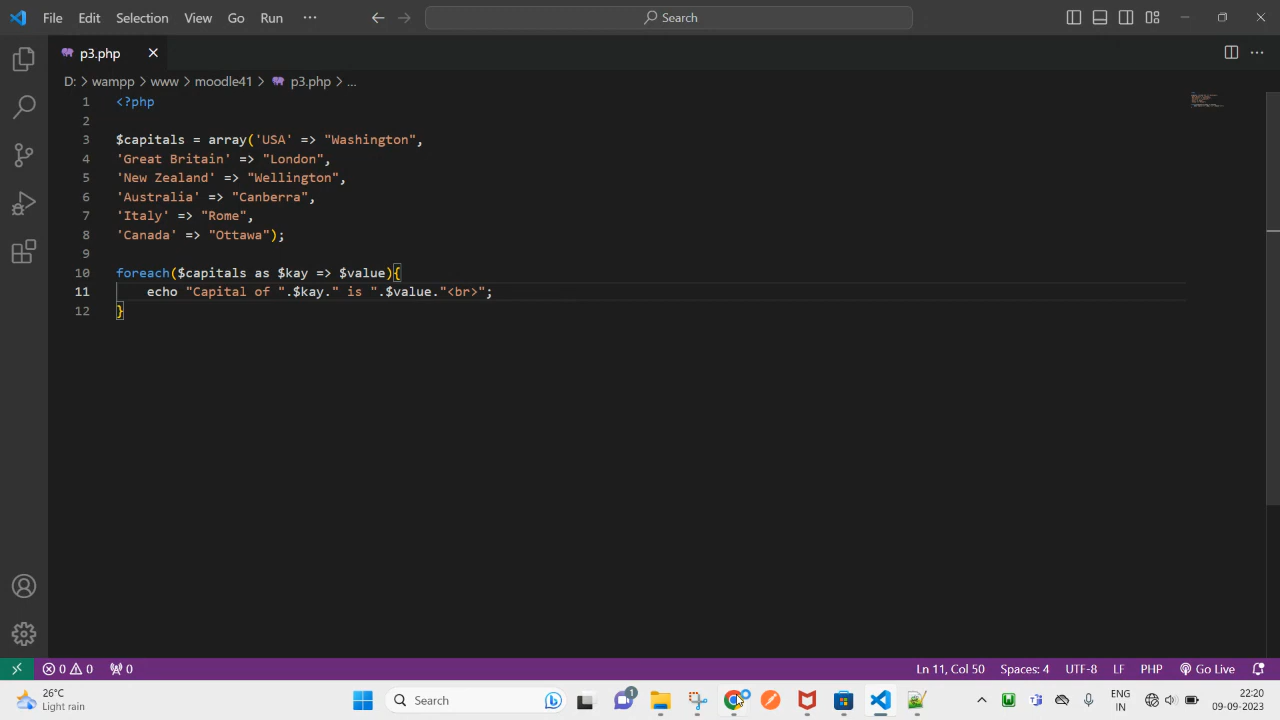 File Edit Selection View Go Run ··· Search
p3.php
D: > wampp > www > moodle41 > p3.php > ...
1 <?php
2
3 $capitals = array('USA' => "Washington",
4 'Great Britain' => "London",
5 'New Zealand' => "Wellington",
6 'Australia' => "Canberra",
7 'Italy' => "Rome",
8 'Canada' => "Ottawa");
9
10 foreach($capitals as $kay => $value){
11 echo "Capital of ".$kay." is ".$value."<br>";
12 }
0 0 0 Ln 11, Col 50 Spaces: 4 UTF-8 LF PHP Go Live
26°C
Light rain
Search
1
ENG
IN
22:20
09-09-2023